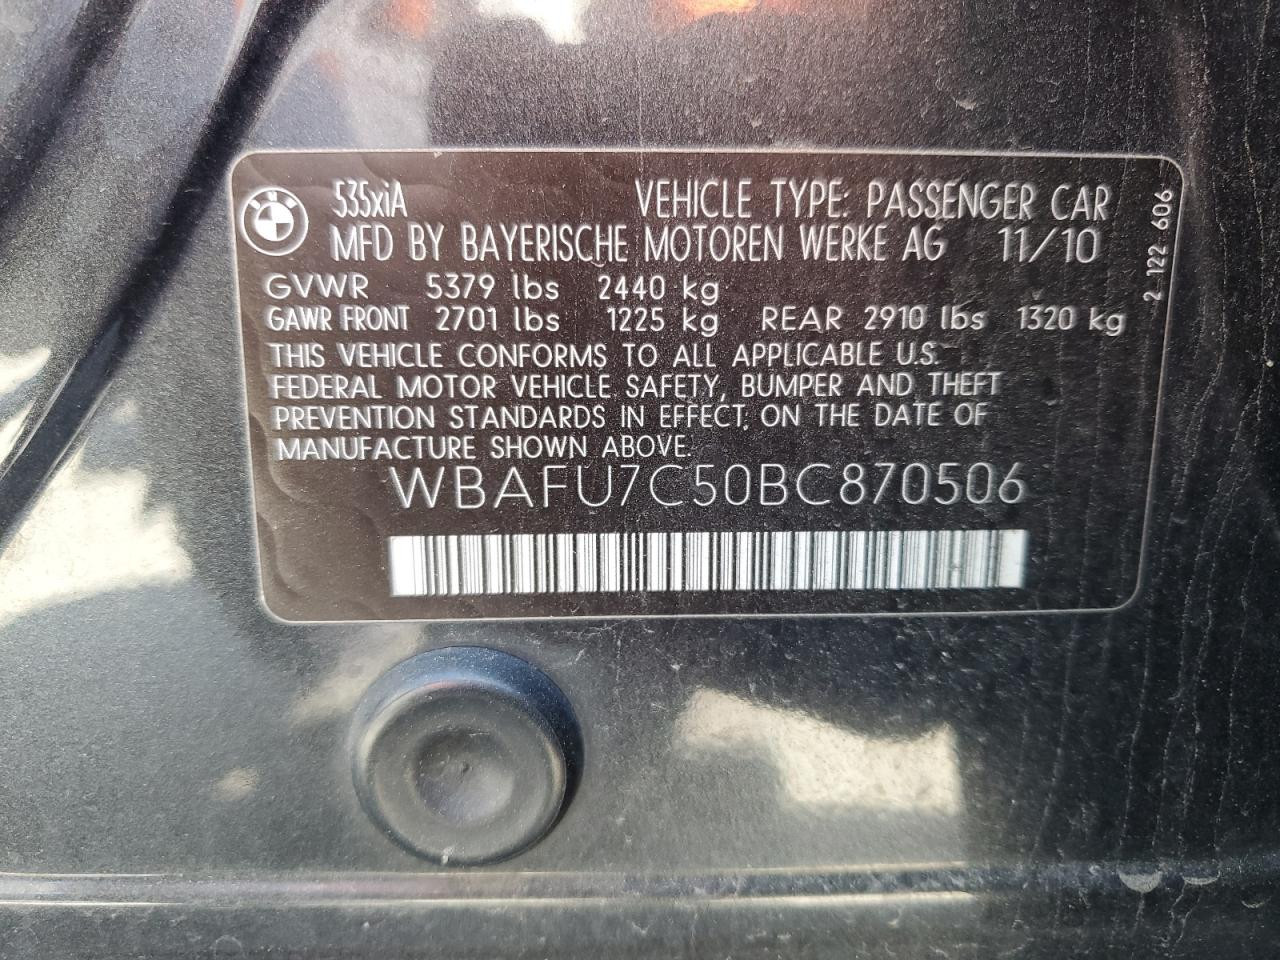 535xiA VEHICLE TYPE: PASSENGER CAR
MFD BY BAYERISCHE MOTOREN WERKE AG 11/10
GVWR 5379 lbs 2440 kg
GAWR FRONT 2701 lbs 1225 kg REAR 2910 lbs 1320 kg
THIS VEHICLE CONFORMS TO ALL APPLICABLE U.S.
FEDERAL MOTOR VEHICLE SAFETY, BUMPER AND THEFT
PREVENTION STANDARDS IN EFFECT, ON THE DATE OF
MANUFACTURE SHOWN ABOVE.
WBAFU7C50BC870506
2 122 606